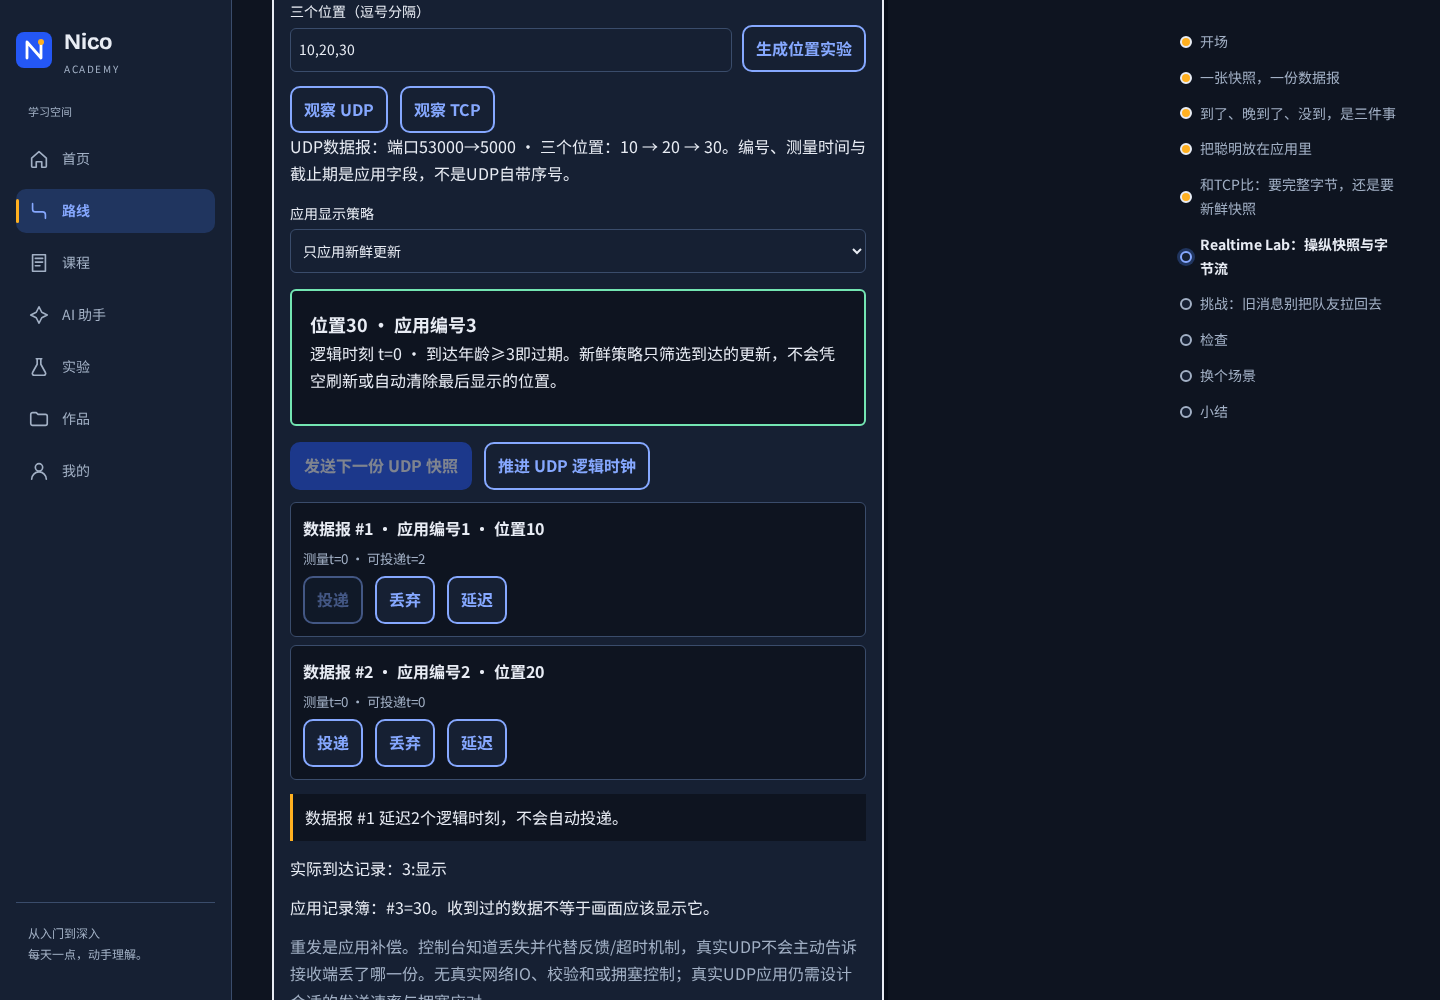 Nico
ACADEMY
学习空间
首页
路线
课程
AI 助手
实验
作品
我的
从入门到深入
每天一点，动手理解。
三个位置（逗号分隔）
10,20,30
生成位置实验
观察 UDP
观察 TCP
UDP数据报：端口53000→5000 · 三个位置：10 → 20 → 30。编号、测量时间与
截止期是应用字段，不是UDP自带序号。
应用显示策略
只应用新鲜更新
位置30 · 应用编号3
逻辑时刻 t=0 · 到达年龄≥3即过期。新鲜策略只筛选到达的更新，不会凭
空刷新或自动清除最后显示的位置。
发送下一份 UDP 快照
推进 UDP 逻辑时钟
数据报 #1 · 应用编号1 · 位置10
测量t=0 · 可投递t=2
投递
丢弃
延迟
数据报 #2 · 应用编号2 · 位置20
测量t=0 · 可投递t=0
投递
丢弃
延迟
数据报 #1 延迟2个逻辑时刻，不会自动投递。
实际到达记录：3:显示
应用记录簿：#3=30。收到过的数据不等于画面应该显示它。
重发是应用补偿。控制台知道丢失并代替反馈/超时机制，真实UDP不会主动告诉
接收端丢了哪一份。无真实网络IO、校验和或拥塞控制；真实UDP应用仍需设计
开场
一张快照，一份数据报
到了、晚到了、没到，是三件事
把聪明放在应用里
和TCP比：要完整字节，还是要
新鲜快照
Realtime Lab：操纵快照与字
节流
挑战：旧消息别把队友拉回去
检查
换个场景
小结